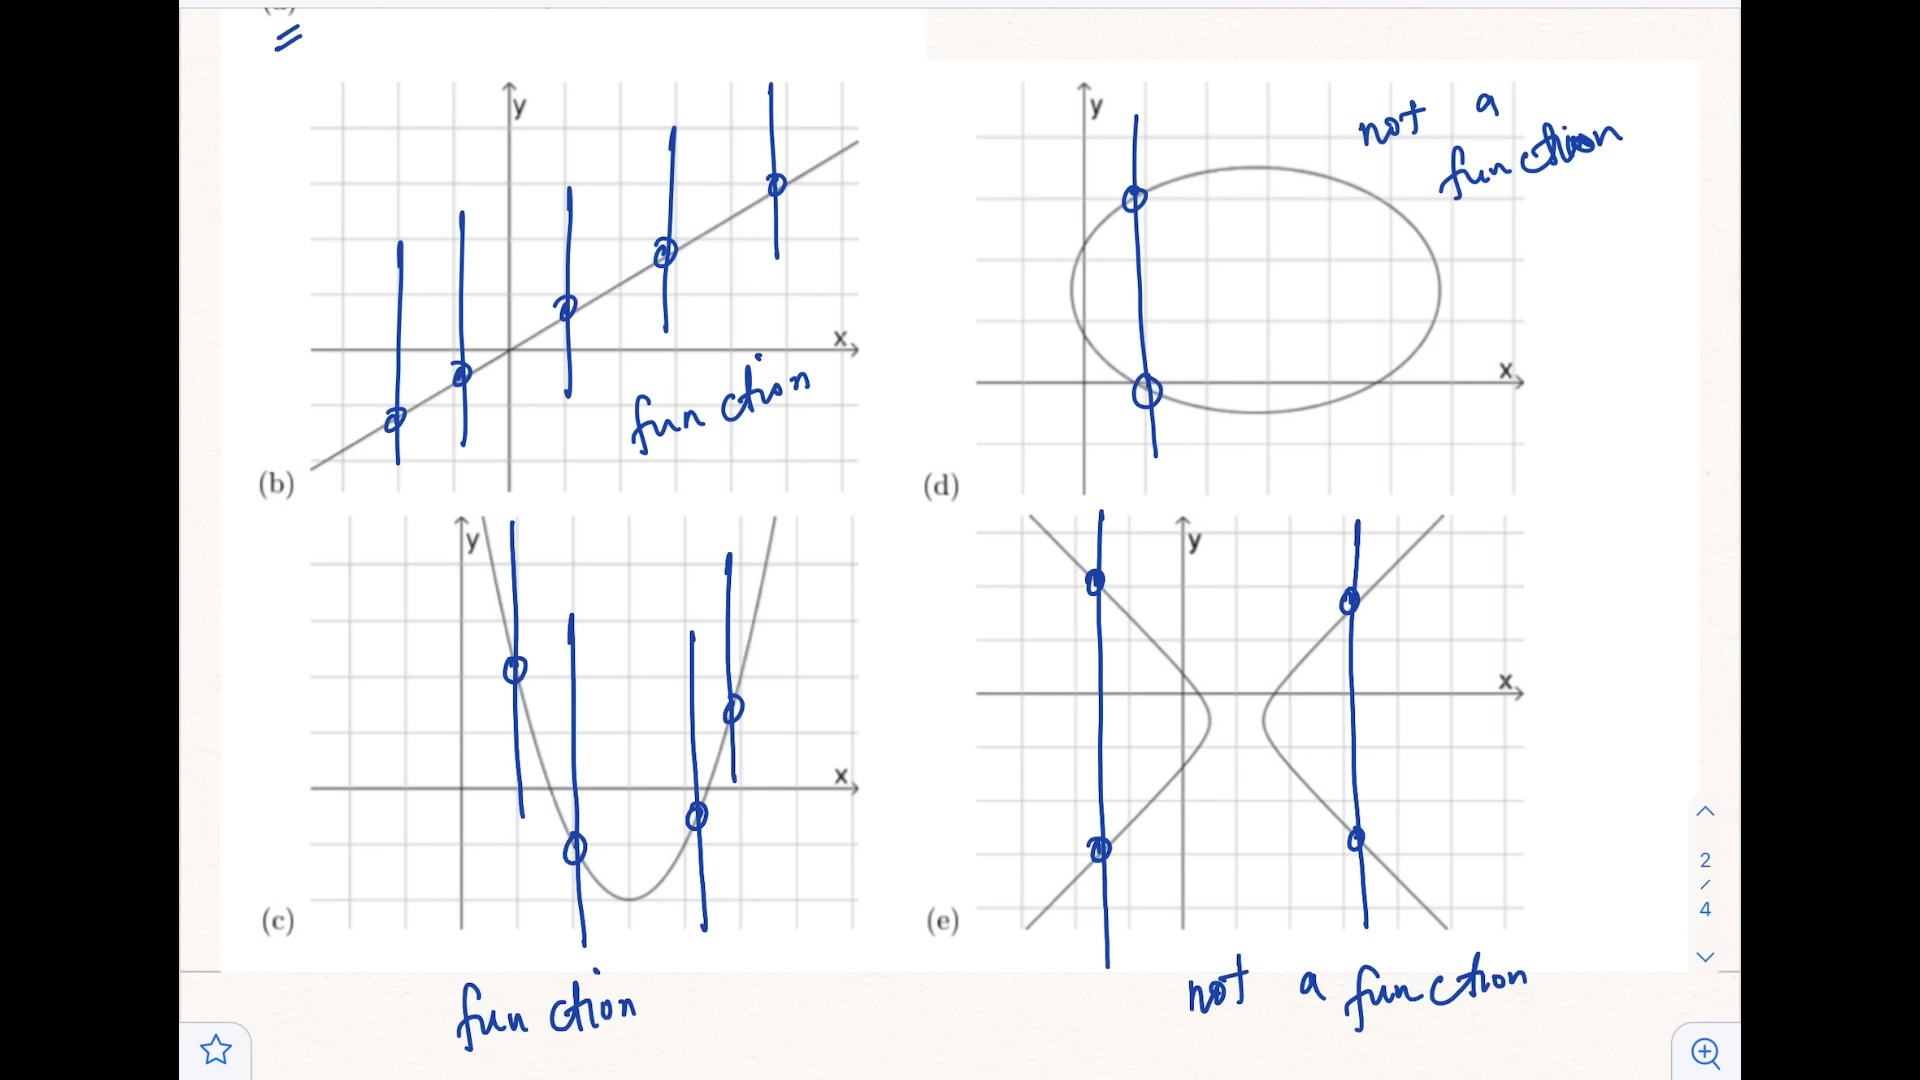 y
x
function
(b)
y
not a
function
x
(d)
y
x
(c)
function
y
x
(e)
not a function
2
/
4